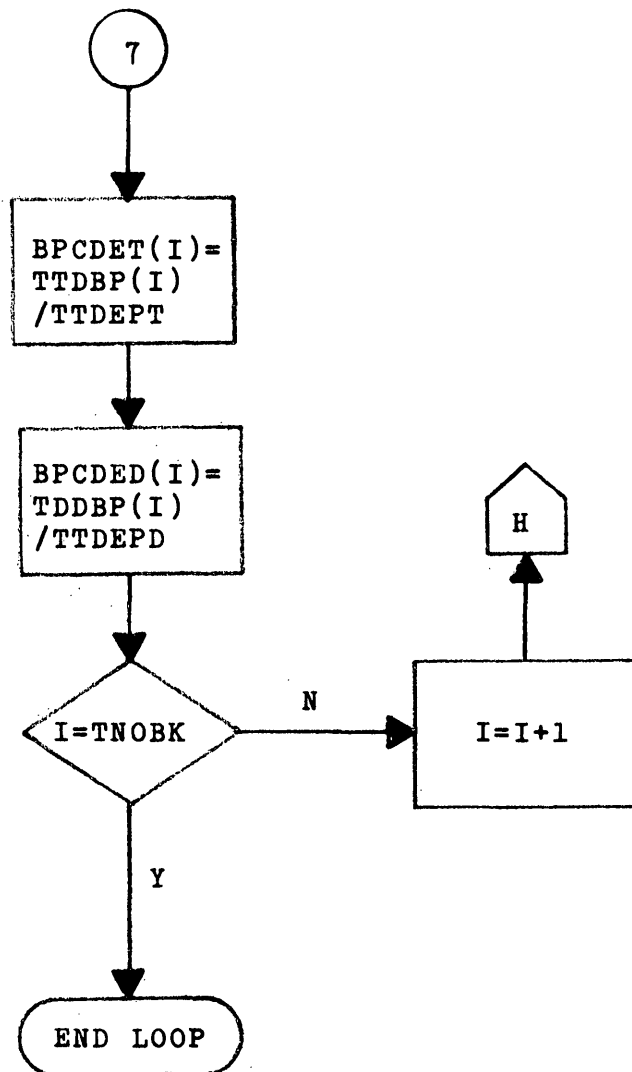 7
BPCDET(I)=
TTDBP(I)
/TTDEPT
BPCDED(I)=
TDDBP(I)
/TTDEPD
H
I=TNOBK
N
I=I+1
Y
END LOOP